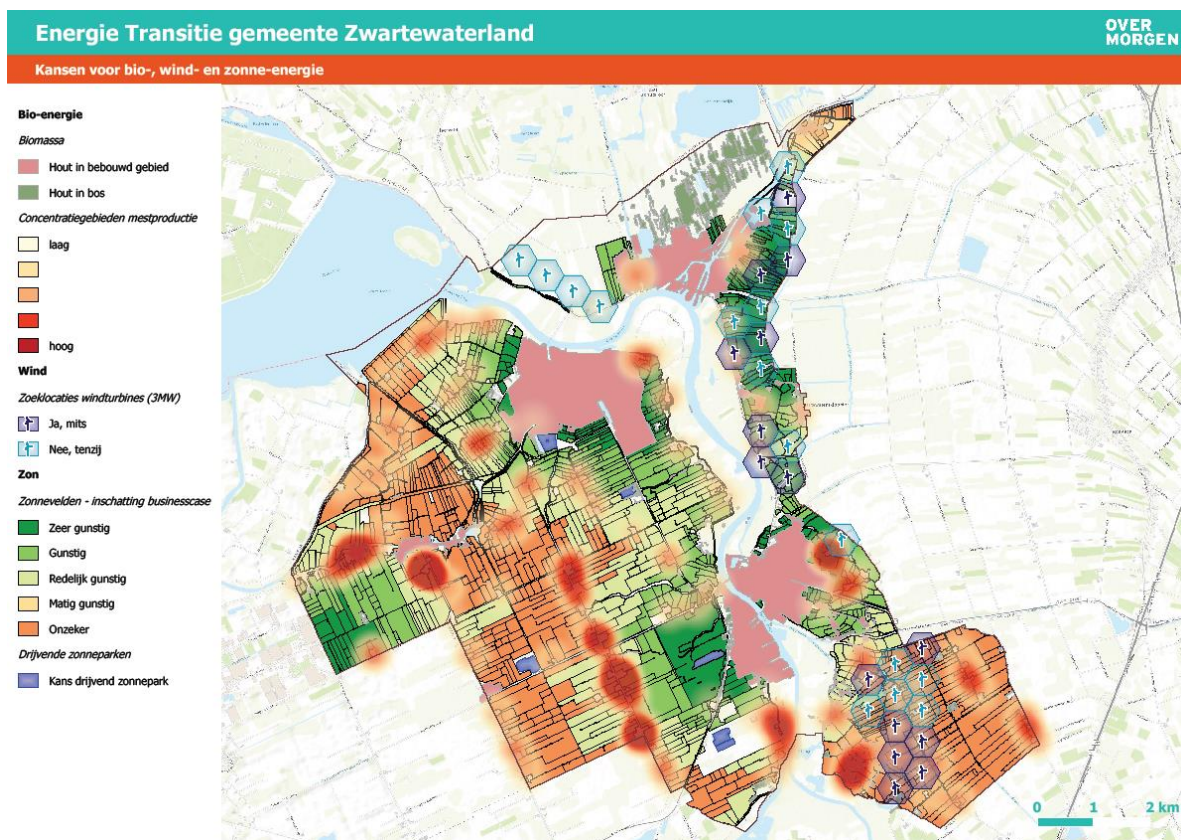 Energie Transitie gemeente Zwartewaterland
OVER
MORGEN
Kansen voor bio-, wind- en zonne-energie
Bio-energie
Biomassa
Hout in bebouwd gebied
Hout in bos
Concentratiegebieden mestproductie
laag
hoog
Wind
Zoeklocaties windturbines (3MW)
Ja, mits
Nee, tenzij
Zon
Zonnevelden - inschatting businesscase
Zeer gunstig
Gunstig
Redelijk gunstig
Matig gunstig
Onzeker
Drijvende zonneparken
Kans drijvend zonnepark
0 1 2 km